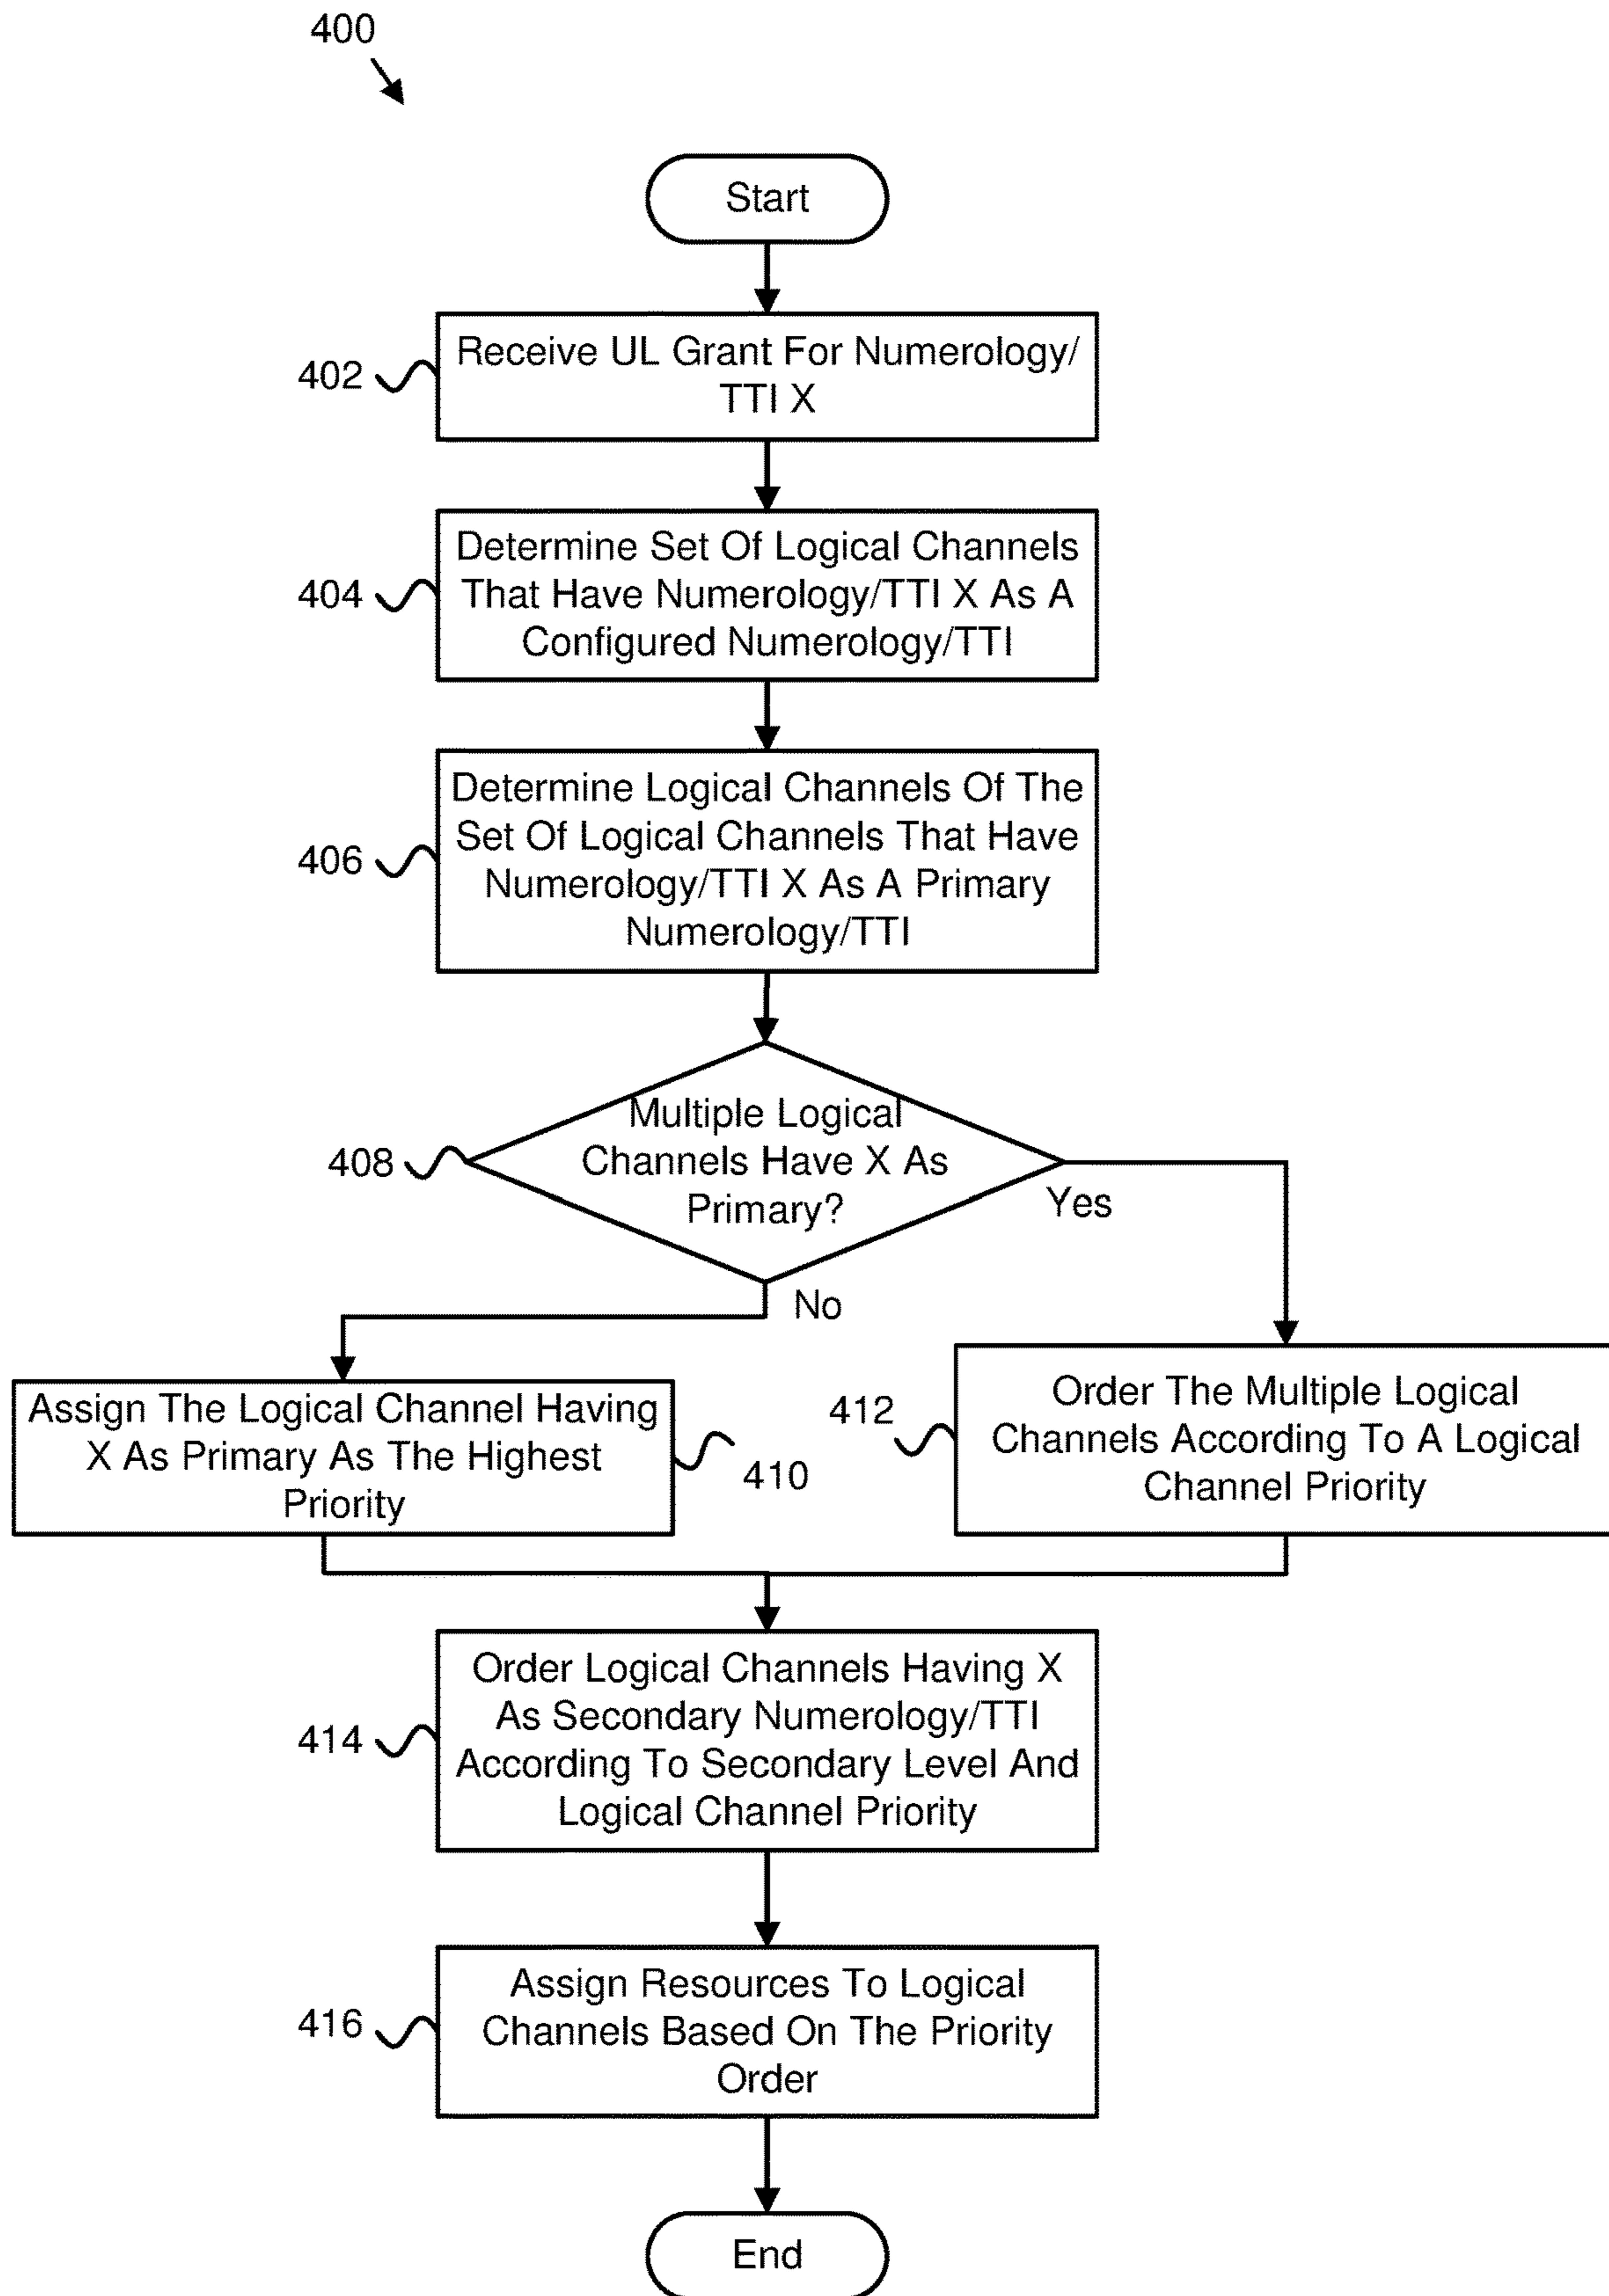 400
Start
402
Receive UL Grant For Numerology/
TTI X
404
Determine Set Of Logical Channels
That Have Numerology/TTI X As A
Configured Numerology/TTI
406
Determine Logical Channels Of The
Set Of Logical Channels That Have
Numerology/TTI X As A Primary
Numerology/TTI
408
Multiple Logical
Channels Have X As
Primary?
Yes
No
Assign The Logical Channel Having
X As Primary As The Highest
Priority
410
412
Order The Multiple Logical
Channels According To A Logical
Channel Priority
414
Order Logical Channels Having X
As Secondary Numerology/TTI
According To Secondary Level And
Logical Channel Priority
416
Assign Resources To Logical
Channels Based On The Priority
Order
End